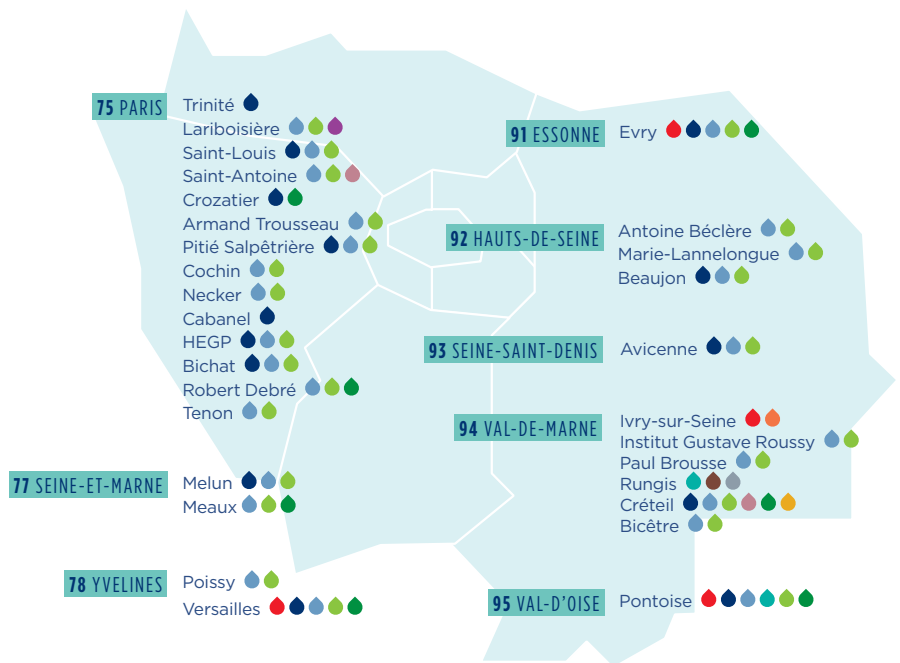 75 PARIS
Trinité
Lariboisière
Saint-Louis
Saint-Antoine
Crozatier
Armand Trousseau
Pitié Salpêtrière
Cochin
Necker
Cabanel
HEGP
Bichat
Robert Debré
Tenon
77 SEINE-ET-MARNE
Melun
Meaux
78 YVELINES
Poissy
Versailles
91 ESSONNE
Evry
92 HAUTS-DE-SEINE
Antoine Béclère
Marie-Lannelongue
Beaujon
93 SEINE-SAINT-DENIS
Avicenne
94 VAL-DE-MARNE
Ivry-sur-Seine
Institut Gustave Roussy
Paul Brousse
Rungis
Créteil
Bicêtre
95 VAL-D'OISE
Pontoise